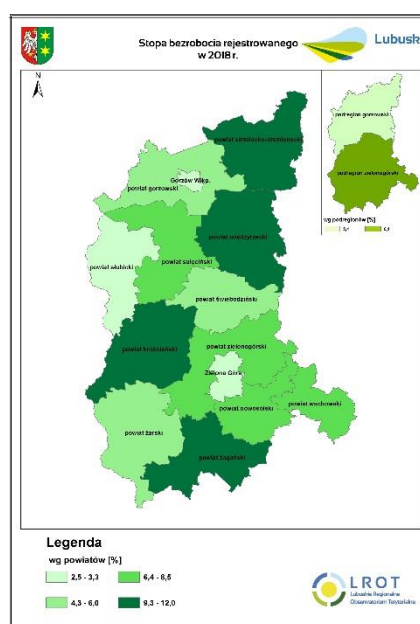 Stopa bezrobocia rejestrowanego
w 2018 r.
Lubuskie
N
powiat strzelecko-drezdenecki
Gorzów Wlkp.
powiat gorzowski
powiat międzyrzecki
powiat sulęciński
powiat słubicki
powiat świebodziński
powiat krośnieński
powiat zielonogórski
Zielona Góra
powiat nowosolski
powiat wschowski
powiat żarski
powiat żagański
podregion gorzowski
podregion zielonogórski
wg podregionów [%]
Legenda
wg powiatów [%]
2,5 - 3,3
6,4 - 8,5
4,3 - 6,0
9,3 - 12,0
LROT
Lubuskie Regionalne
Obserwatorium Terytorialne